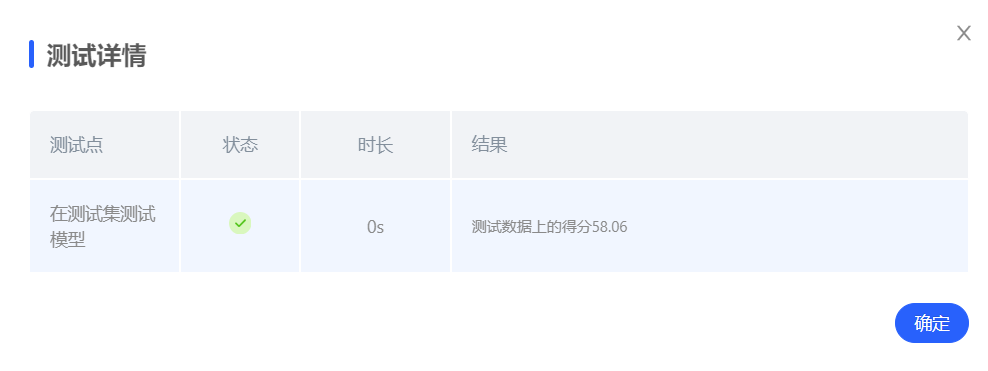 测试详情
测试点 状态 时长 结果
在测试集测试
模型
0s
测试数据上的得分58.06
确定